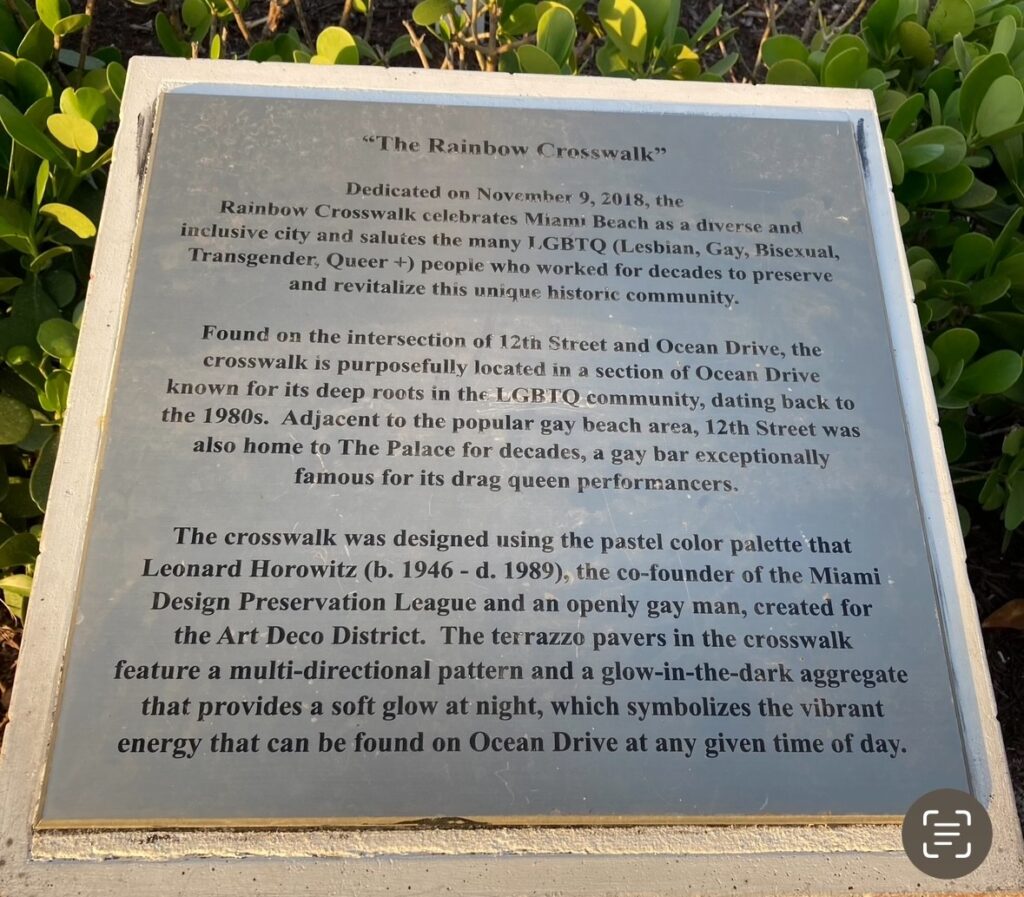 “The Rainbow Crosswalk”
Dedicated on November 9, 2018, the
Rainbow Crosswalk celebrates Miami Beach as a diverse and
inclusive city and salutes the many LGBTQ (Lesbian, Gay, Bisexual,
Transgender, Queer +) people who worked for decades to preserve
and revitalize this unique historic community.
Found on the intersection of 12th Street and Ocean Drive, the
crosswalk is purposefully located in a section of Ocean Drive
known for its deep roots in the LGBTQ community, dating back to
the 1980s. Adjacent to the popular gay beach area, 12th Street was
also home to The Palace for decades, a gay bar exceptionally
famous for its drag queen performancers.
The crosswalk was designed using the pastel color palette that
Leonard Horowitz (b. 1946 - d. 1989), the co-founder of the Miami
Design Preservation League and an openly gay man, created for
the Art Deco District. The terrazzo pavers in the crosswalk
feature a multi-directional pattern and a glow-in-the-dark aggregate
that provides a soft glow at night, which symbolizes the vibrant
energy that can be found on Ocean Drive at any given time of day.